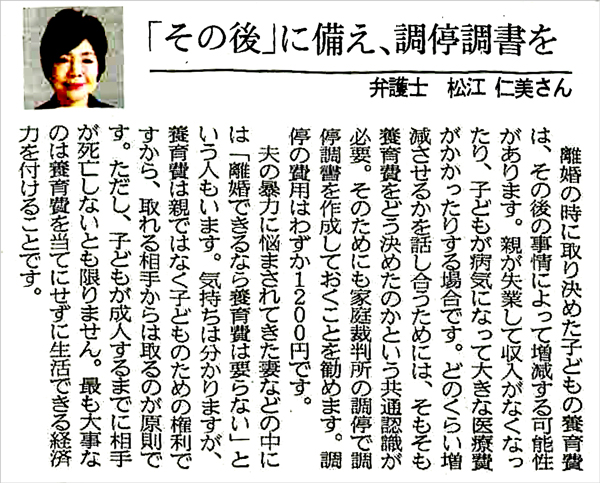 「その後」に備え、調停調書を
弁護士 松江 仁美さん
離婚の時に取り決めた子どもの養育費
は、その後の事情によって増減する可能性
があります。親が失業して収入がなくなっ
たり、子どもが病気になって大きな医療費
がかかったりする場合です。どのくらい増
減させるかを話し合うためには、そもそも
養育費をどう決めたのかという共通認識が
必要。そのためにも家庭裁判所の調停で調
停調書を作成しておくことを勧めます。調
停の費用はわずか1200円です。
夫の暴力に悩まされてきた妻などの中に
は「離婚できるなら養育費は要らない」と
いう人もいます。気持ちは分かりますが、
養育費は親ではなく子どものための権利で
すから、取れる相手からは取るのが原則で
す。ただし、子どもが成人するまでに相手
が死亡しないとも限りません。最も大事な
のは養育費を当てにせずに生活できる経済
力を付けることです。